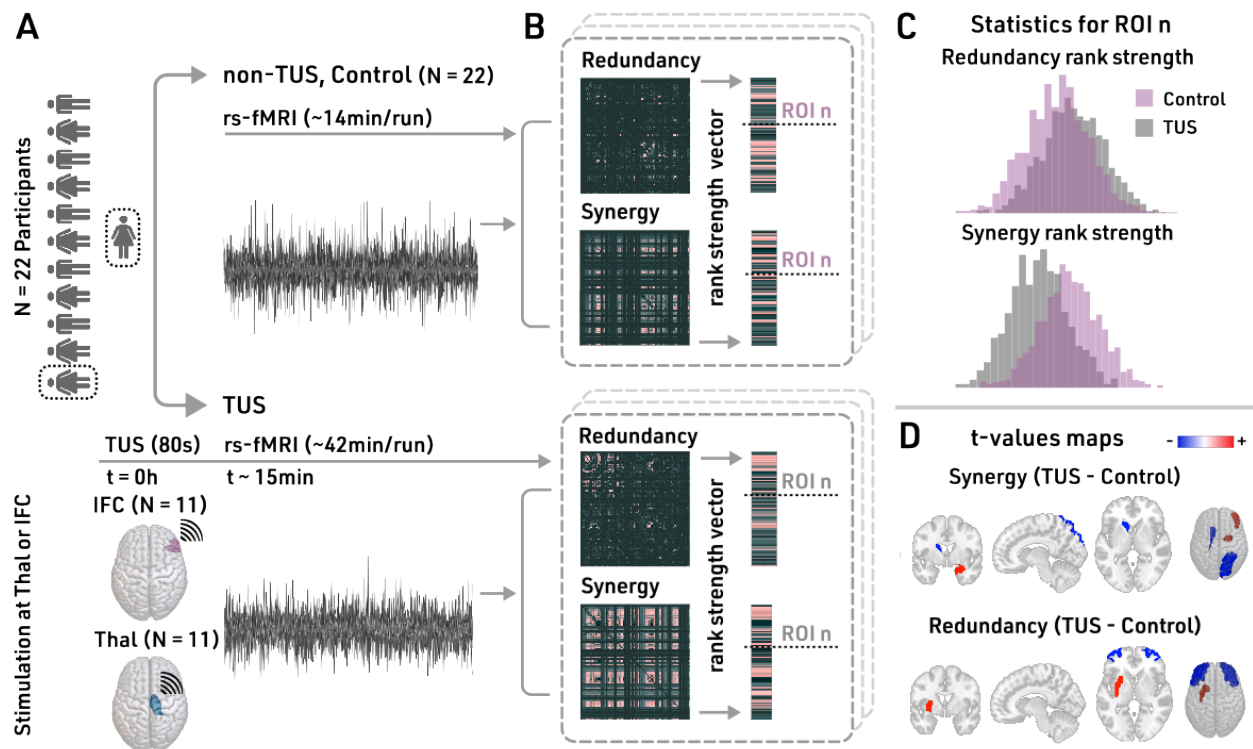 A
N = 22 Participants
non-TUS, Control (N = 22)
rs-fMRI (~14min/run)
TUS
TUS (80s)
rs-fMRI (~42min/run)
t = 0h
t ~ 15min
Stimulation at Thal or IFC
IFC (N = 11)
Thal (N = 11)
B
Redundancy
Synergy
rank strength vector
ROI n
ROI n
Redundancy
Synergy
rank strength vector
ROI n
ROI n
C
Statistics for ROI n
Redundancy rank strength
Control
TUS
Synergy rank strength
D
t-values maps
- +
Synergy (TUS - Control)
Redundancy (TUS - Control)